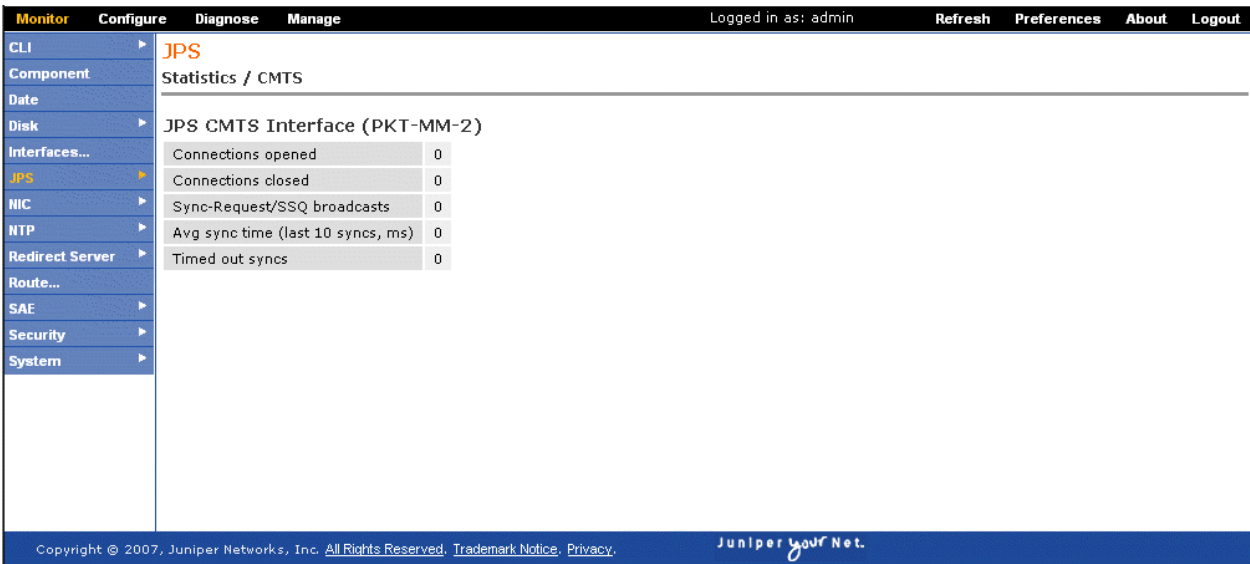 Monitor Configure Diagnose Manage Logged in as: admin Refresh Preferences About Logout
CLI
Component
Date
Disk
Interfaces...
JPS
NIC
NTP
Redirect Server
Route...
SAE
Security
System
JPS
Statistics / CMTS
JPS CMTS Interface (PKT-MM-2)
Connections opened 0
Connections closed 0
Sync-Request/SSQ broadcasts 0
Avg sync time (last 10 syncs, ms) 0
Timed out syncs 0
Copyright © 2007, Juniper Networks, Inc. All Rights Reserved. Trademark Notice. Privacy. Juniper your Net.